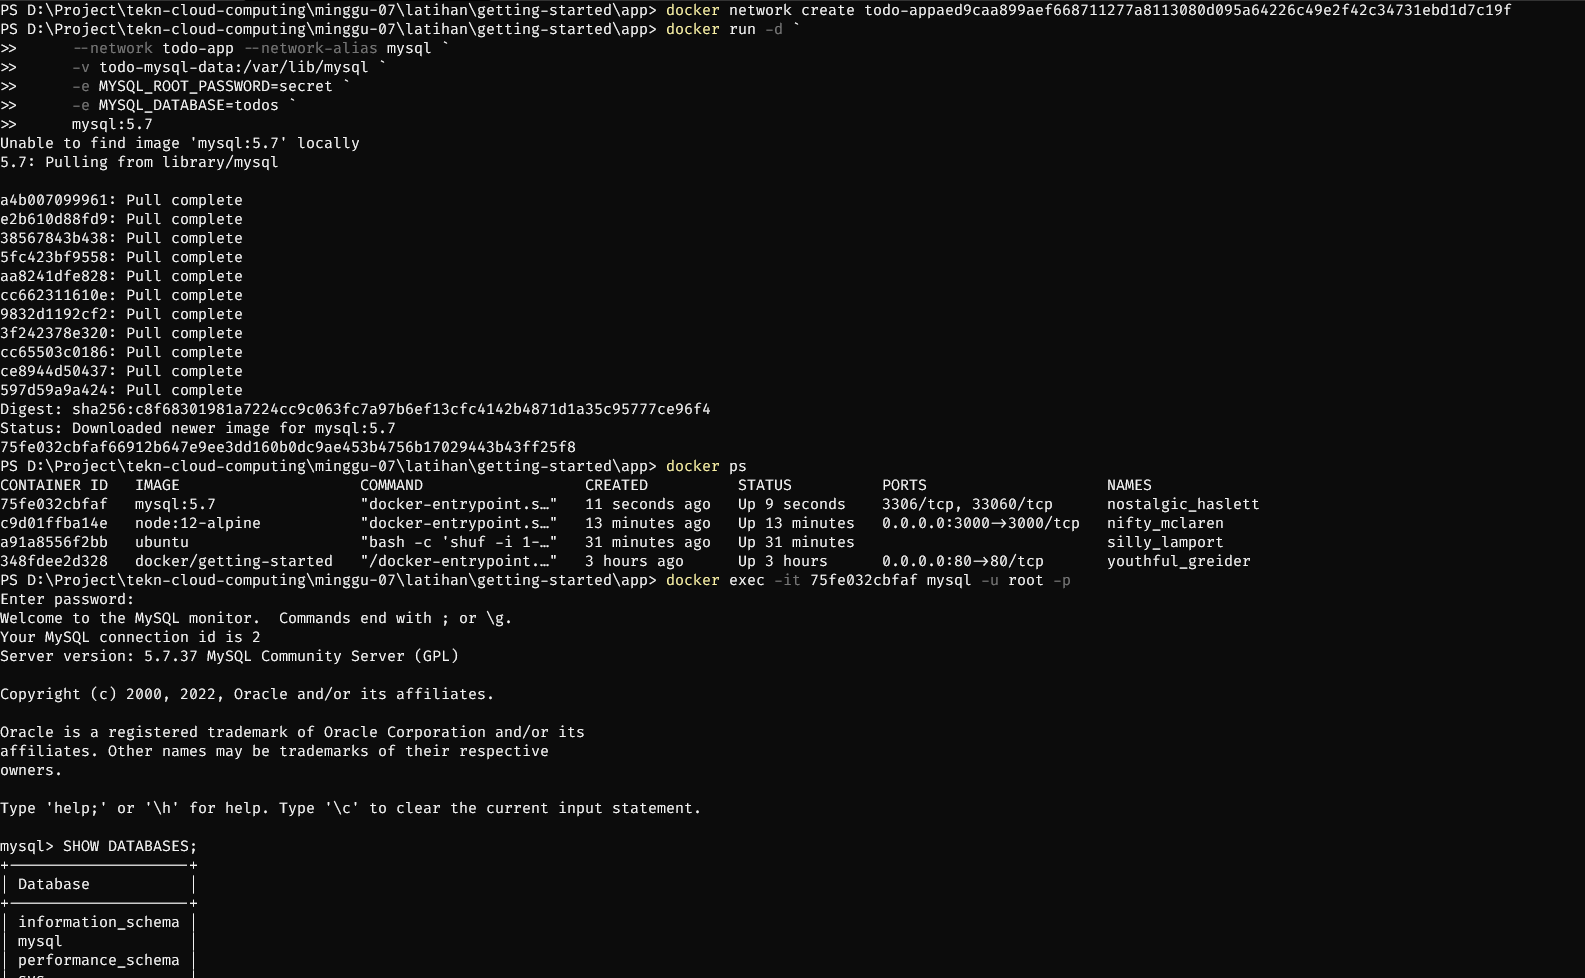 PS D:\Project\tekn-cloud-computing\minggu-07\latihan\getting-started\app> docker network create todo-appaed9caa899aef668711277a8113080d095a64226c49e2f42c34731ebd1d7c19f
PS D:\Project\tekn-cloud-computing\minggu-07\latihan\getting-started\app> docker run -d `
>>      --network todo-app --network-alias mysql `
>>      -v todo-mysql-data:/var/lib/mysql `
>>      -e MYSQL_ROOT_PASSWORD=secret `
>>      -e MYSQL_DATABASE=todos `
>>      mysql:5.7
Unable to find image 'mysql:5.7' locally
5.7: Pulling from library/mysql
a4b007099961: Pull complete
e2b610d88fd9: Pull complete
38567843b438: Pull complete
5fc423bf9558: Pull complete
aa8241dfe828: Pull complete
cc662311610e: Pull complete
9832d1192cf2: Pull complete
3f242378e320: Pull complete
cc65503c0186: Pull complete
ce8944d50437: Pull complete
597d59a9a424: Pull complete
Digest: sha256:c8f68301981a7224cc9c063fc7a97b6ef13cfc4142b4871d1a35c95777ce96f4
Status: Downloaded newer image for mysql:5.7
75fe032cbfaf66912b647e9ee3dd160b0dc9ae453b4756b17029443b43ff25f8
PS D:\Project\tekn-cloud-computing\minggu-07\latihan\getting-started\app> docker ps
CONTAINER ID   IMAGE                    COMMAND                  CREATED          STATUS          PORTS                    NAMES
75fe032cbfaf   mysql:5.7                "docker-entrypoint.s…"   11 seconds ago   Up 9 seconds    3306/tcp, 33060/tcp      nostalgic_haslett
c9d01ffba14e   node:12-alpine           "docker-entrypoint.s…"   13 minutes ago   Up 13 minutes   0.0.0.0:3000->3000/tcp   nifty_mclaren
a91a8556f2bb   ubuntu                   "bash -c 'shuf -i 1-…"   31 minutes ago   Up 31 minutes                            silly_lamport
348fdee2d328   docker/getting-started   "/docker-entrypoint.…"   3 hours ago      Up 3 hours      0.0.0.0:80->80/tcp       youthful_greider
PS D:\Project\tekn-cloud-computing\minggu-07\latihan\getting-started\app> docker exec -it 75fe032cbfaf mysql -u root -p
Enter password:
Welcome to the MySQL monitor.  Commands end with ; or \g.
Your MySQL connection id is 2
Server version: 5.7.37 MySQL Community Server (GPL)
Copyright (c) 2000, 2022, Oracle and/or its affiliates.
Oracle is a registered trademark of Oracle Corporation and/or its
affiliates. Other names may be trademarks of their respective
owners.
Type 'help;' or '\h' for help. Type '\c' to clear the current input statement.
mysql> SHOW DATABASES;
+--------------------+
| Database           |
+--------------------+
| information_schema |
| mysql              |
| performance_schema |